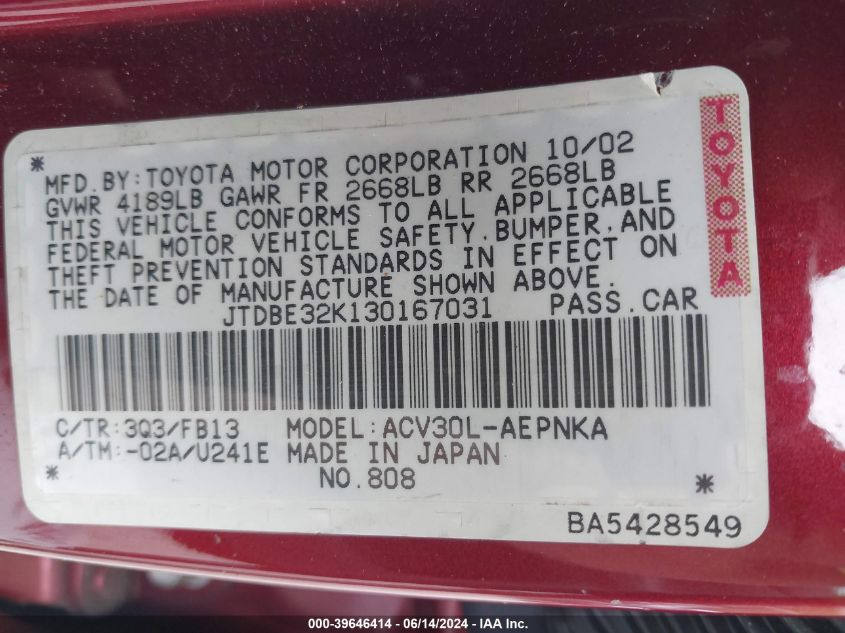 MFD.BY:TOYOTA MOTOR CORPORATION 10/02
GVWR 4189LB GAWR FR 2668LB RR 2668LB
THIS VEHICLE CONFORMS TO ALL APPLICABLE
FEDERAL MOTOR VEHICLE SAFETY,BUMPER,AND
THEFT PREVENTION STANDARDS IN EFFECT ON
THE DATE OF MANUFACTURE SHOWN ABOVE.
JTDBE32K130167031 PASS.CAR
TOYOTA
C/TR:3Q3/FB13 MODEL:ACV30L-AEPNKA
A/TM:-02A/U241E MADE IN JAPAN
NO.808
BA5428549
000-39646414 - 06/14/2024 - IAA, Inc.